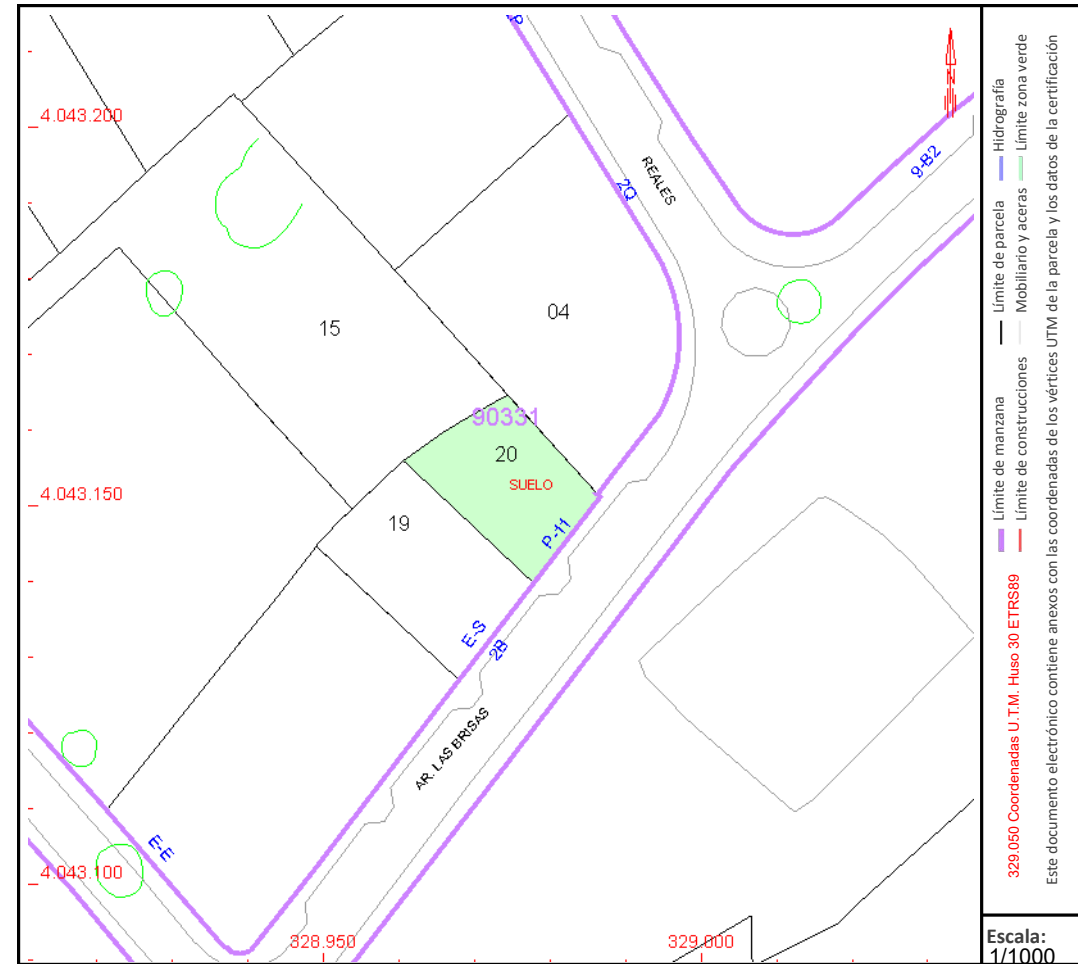 P
4.043.200
REALES
9-B2
2Q
15
04
90331
20
SUELO
4.043.150
19
P-11
E-S
2B
AR. LAS BRISAS
E-E
4.043.100
328.950
329.000
N
329.050 Coordenadas U.T.M. Huso 30 ETRS89
Límite de manzana
Límite de parcela
Hidrografía
Límite de construcciones
Mobiliario y aceras
Límite zona verde
Este documento electrónico contiene anexos con las coordenadas de los vértices UTM de la parcela y los datos de la certificación
Escala:
1/1000